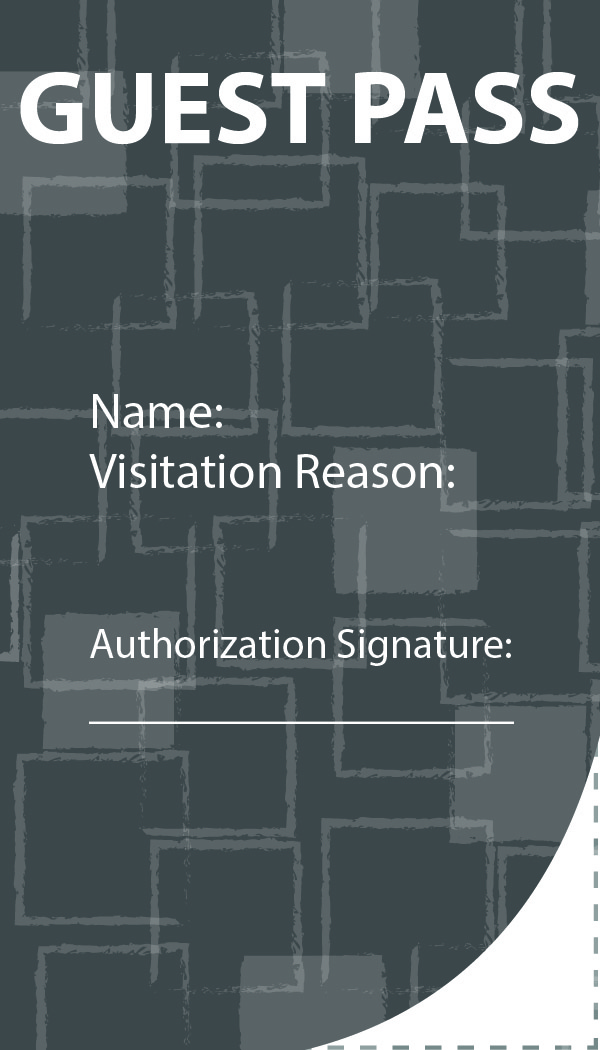 GUEST PASS
Name:
Visitation Reason:
Authorization Signature: